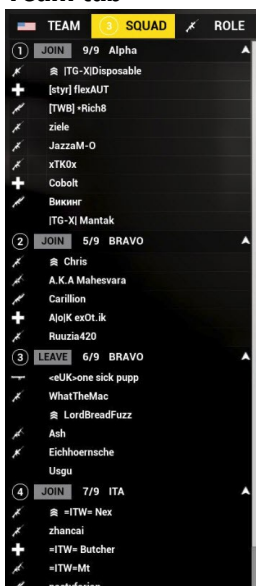 TEAM 3 SQUAD ROLE
1 JOIN 9/9 Alpha
|TG-X|Disposable
[styr] flexAUT
[TWB] *Rich8
ziele
JazzaM-O
xTK0x
Cobolt
Викинг
|TG-X| Mantak
2 JOIN 5/9 BRAVO
Chris
A.K.A Mahesvara
Carillion
A|o|K exOt.ik
Ruuzia420
3 LEAVE 6/9 BRAVO
<eUK>one sick pupp
WhatTheMac
LordBreadFuzz
Ash
Eichhoernsche
Usgu
4 JOIN 7/9 ITA
=ITW= Nex
zhancai
=ITW= Butcher
=ITW=Mt